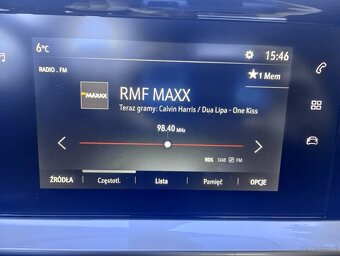 6°C
15:46
RADIO . FM
★1 Mem
MAXXX
RMF MAXX
Teraz gramy: Calvin Harris / Dua Lipa - One Kiss
98.40 MHz
RDS DAB FM
ŹRÓDŁA Częstotl. Lista Pamięć OPCJE